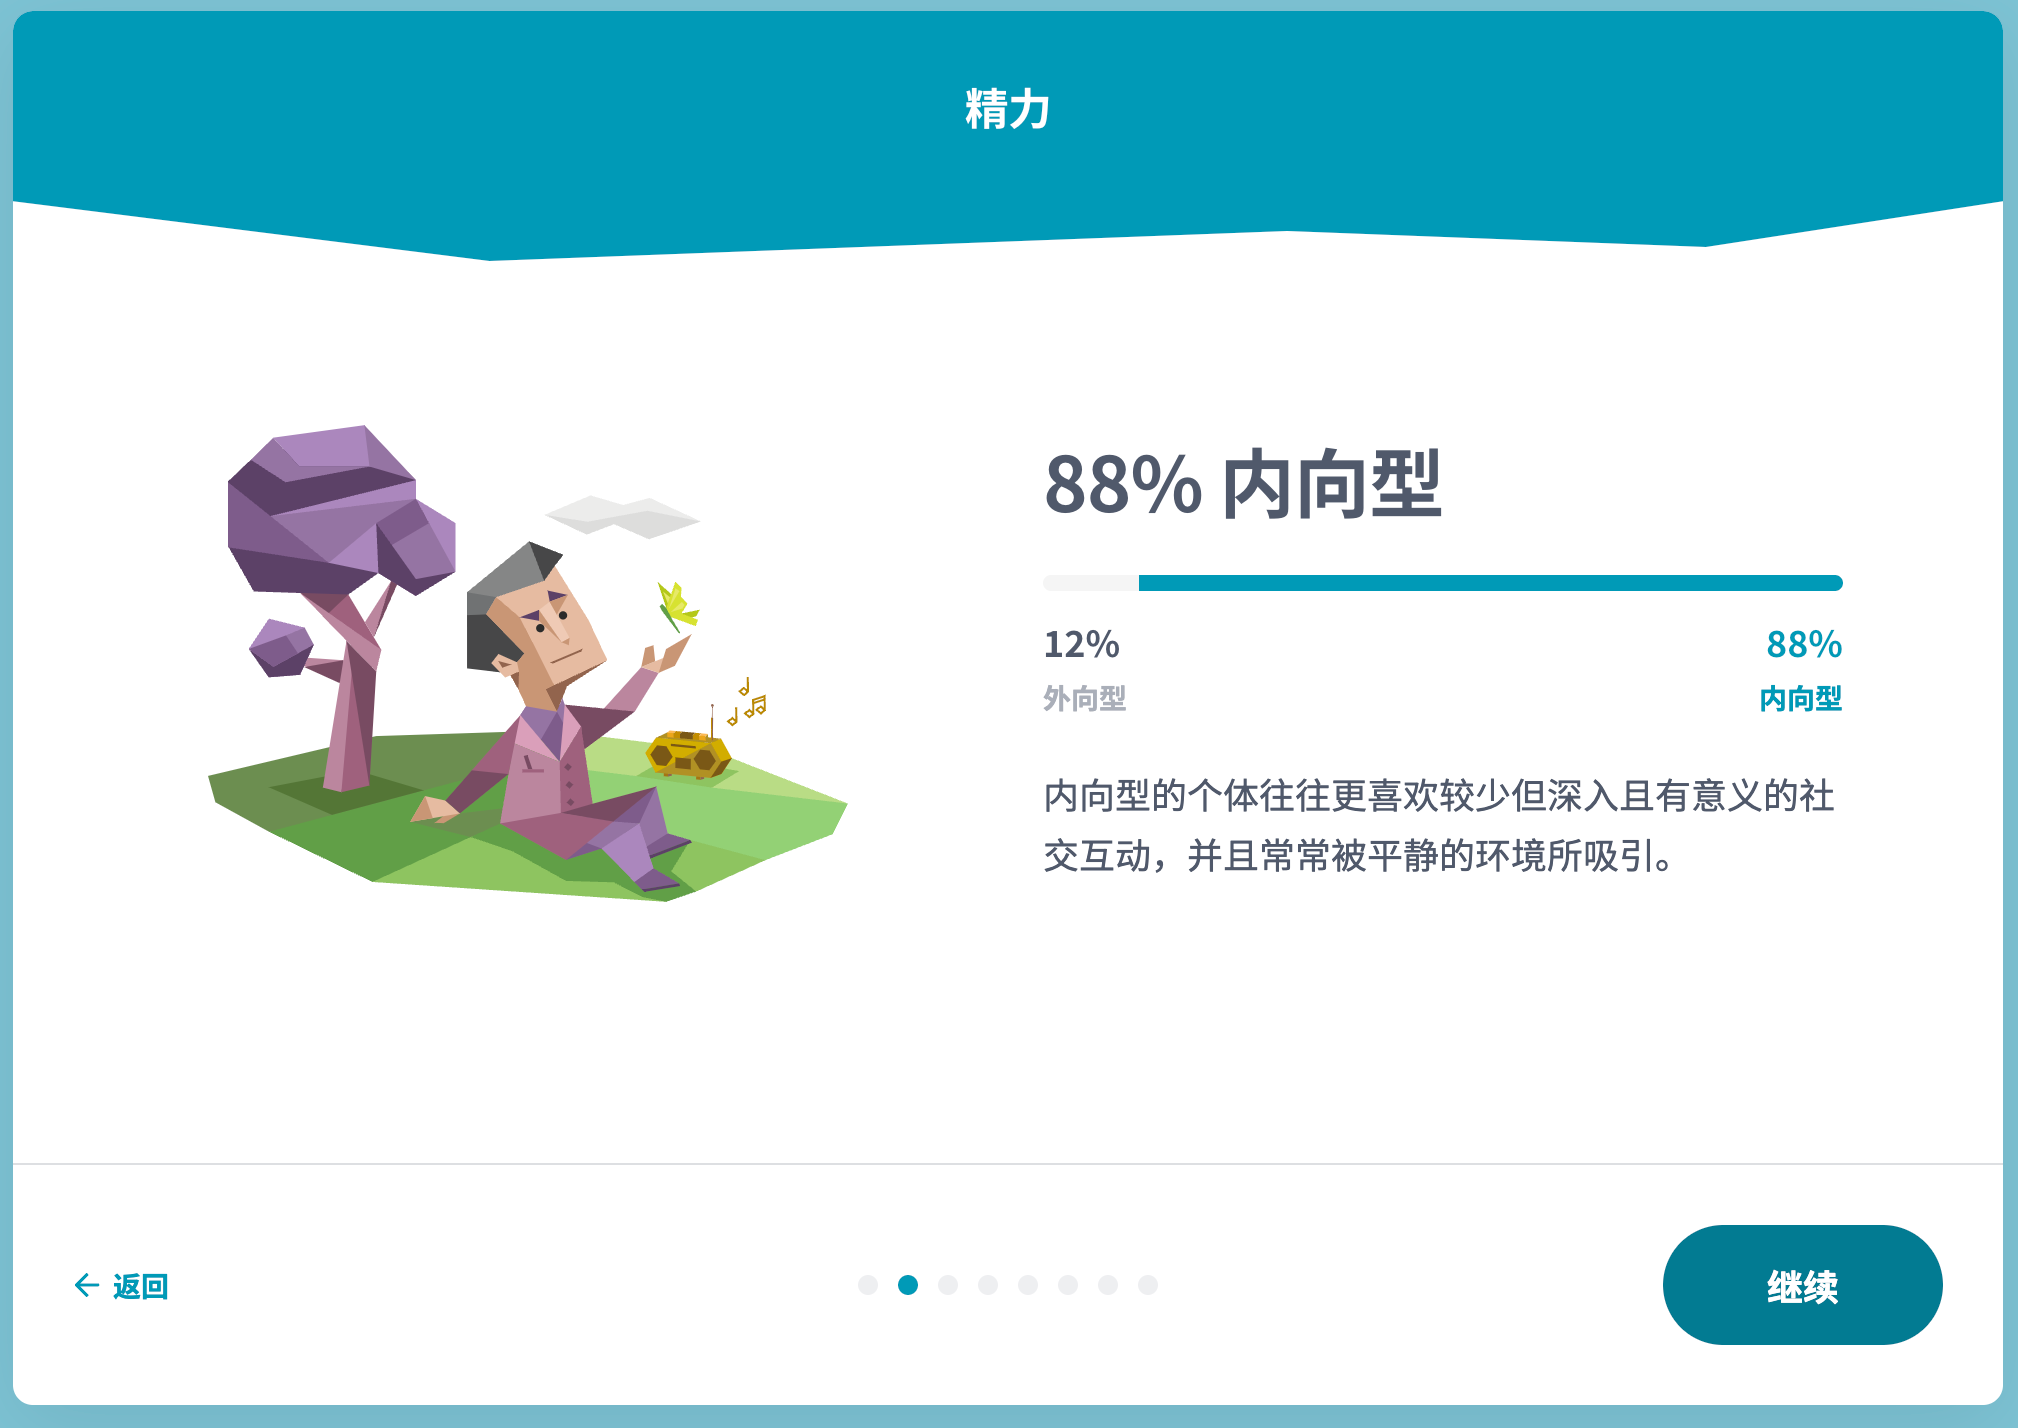 精力
88% 内向型
12%
88%
外向型
内向型
内向型的个体往往更喜欢较少但深入且有意义的社
交互动，并且常常被平静的环境所吸引。
返回
继续